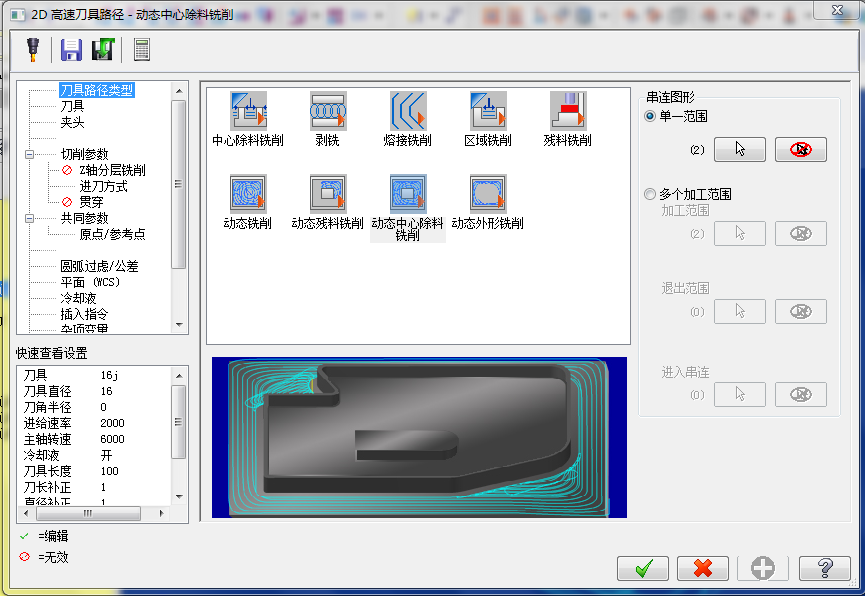 2D 高速刀具路径 - 动态中心除料铣削
刀具路径类型
刀具
夹头
切削参数
Z轴分层铣削
进刀方式
贯穿
共同参数
原点/参考点
圆弧过虑/公差
平面 (WCS)
冷却液
插入指令
杂项变量
快速查看设置
刀具 16j
刀具直径 16
刀角半径 0
进给速率 2000
主轴转速 6000
冷却液 开
刀具长度 100
刀长补正 1
直径补正 1
=编辑
=无效
中心除料铣削 剥铣 熔接铣削 区域铣削 残料铣削
动态铣削 动态残料铣削 动态中心除料铣削 动态外形铣削
串连图形
单一范围
(2)
多个加工范围
加工范围
(2)
退出范围
(0)
进入串连
(0)